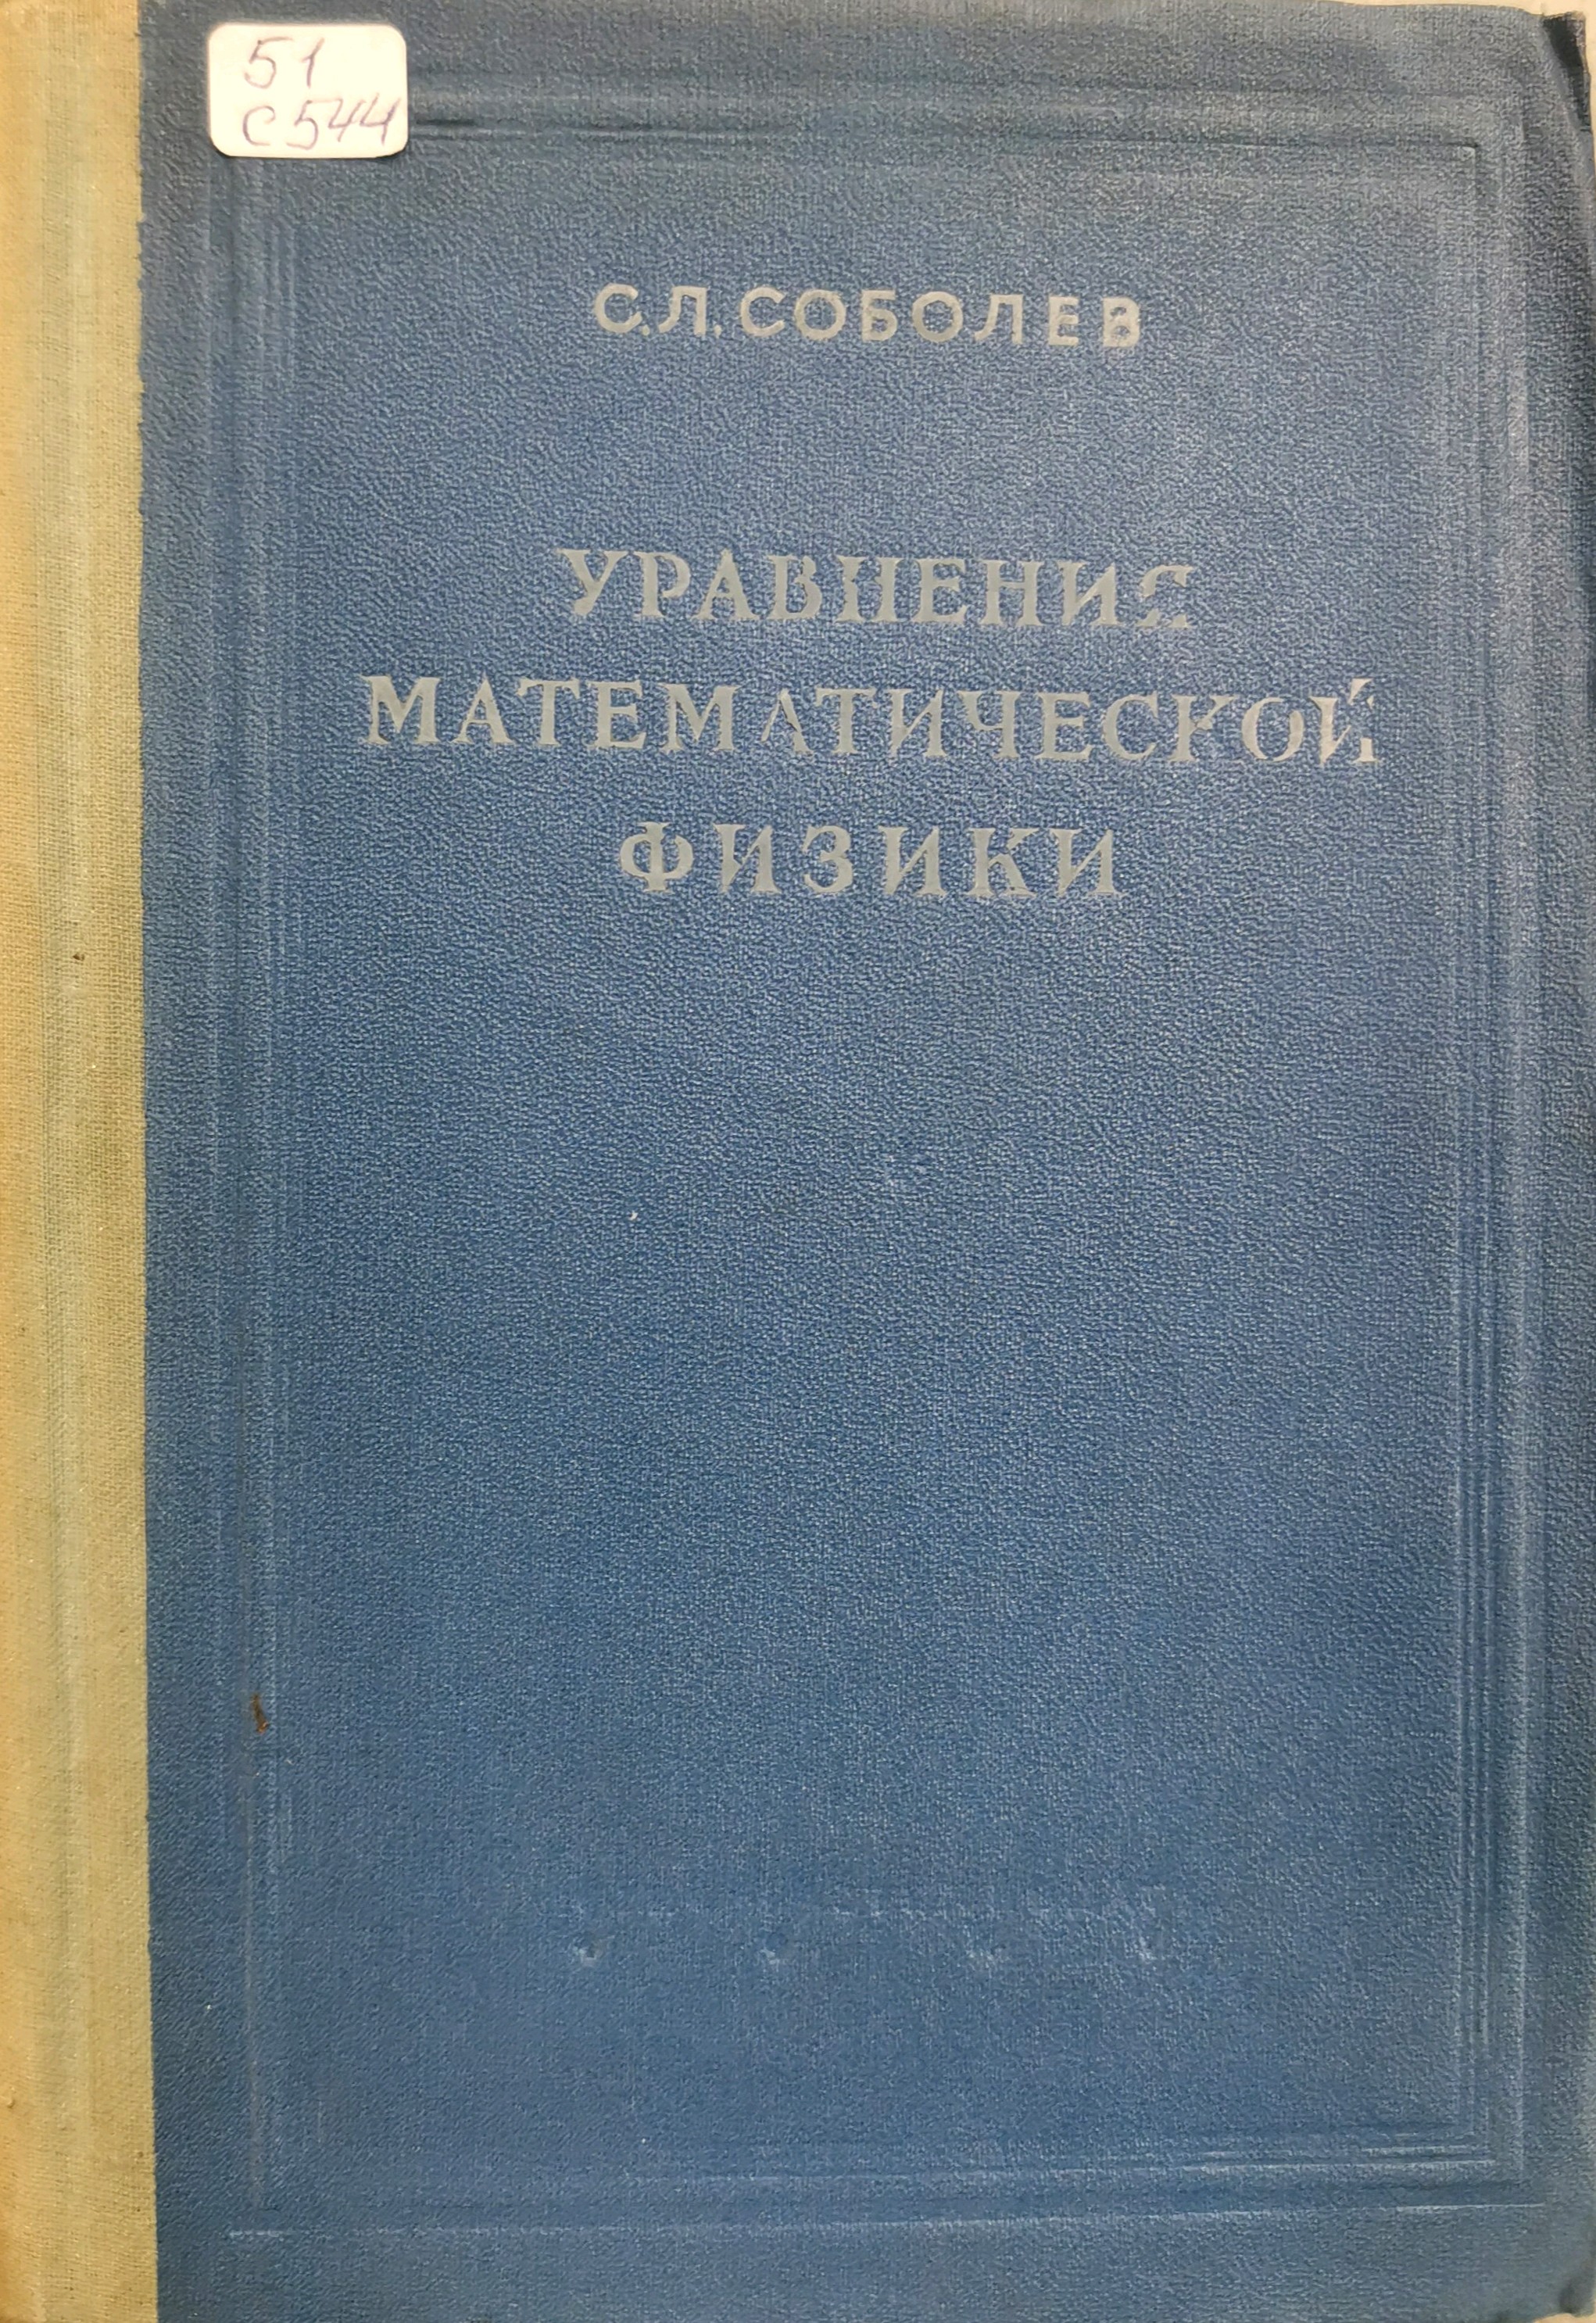 51
С544
С.Л.СОБОЛЕВ
УРАВНЕНИЯ
МАТЕМАТИЧЕСКОЙ
ФИЗИКИ